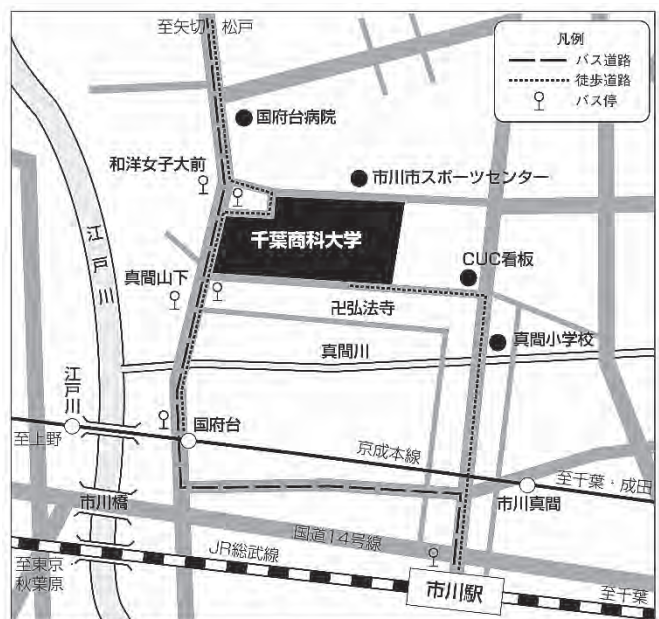 至矢切
松戸
凡例
バス道路
徒歩道路
バス停
国府台病院
和洋女子大前
市川市スポーツセンター
江戸川
千葉商科大学
CUC看板
真間山下
卍弘法寺
真間小学校
真間川
江戸川
国府台
至上野
京成本線
至千葉・成田
市川真間
市川橋
国道14号線
JR総武線
至東京・
秋葉原
市川駅
至千葉